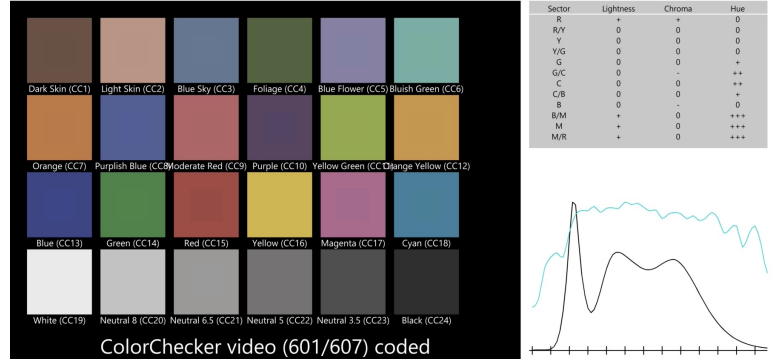 Dark Skin (CC1) Light Skin (CC2) Blue Sky (CC3) Foliage (CC4) Blue Flower (CC5) Bluish Green (CC6)
Orange (CC7) Purplish Blue (CC8) Moderate Red (CC9) Purple (CC10) Yellow Green (CC11) Orange Yellow (CC12)
Blue (CC13) Green (CC14) Red (CC15) Yellow (CC16) Magenta (CC17) Cyan (CC18)
White (CC19) Neutral 8 (CC20) Neutral 6.5 (CC21) Neutral 5 (CC22) Neutral 3.5 (CC23) Black (CC24)
ColorChecker video (601/607) coded
Sector Lightness Chroma Hue
R + + 0
R/Y 0 0 0
Y 0 0 0
Y/G 0 0 0
G 0 0 +
G/C 0 - ++
C 0 0 ++
C/B 0 0 +
B 0 - 0
B/M + 0 +++
M + 0 +++
M/R + 0 +++